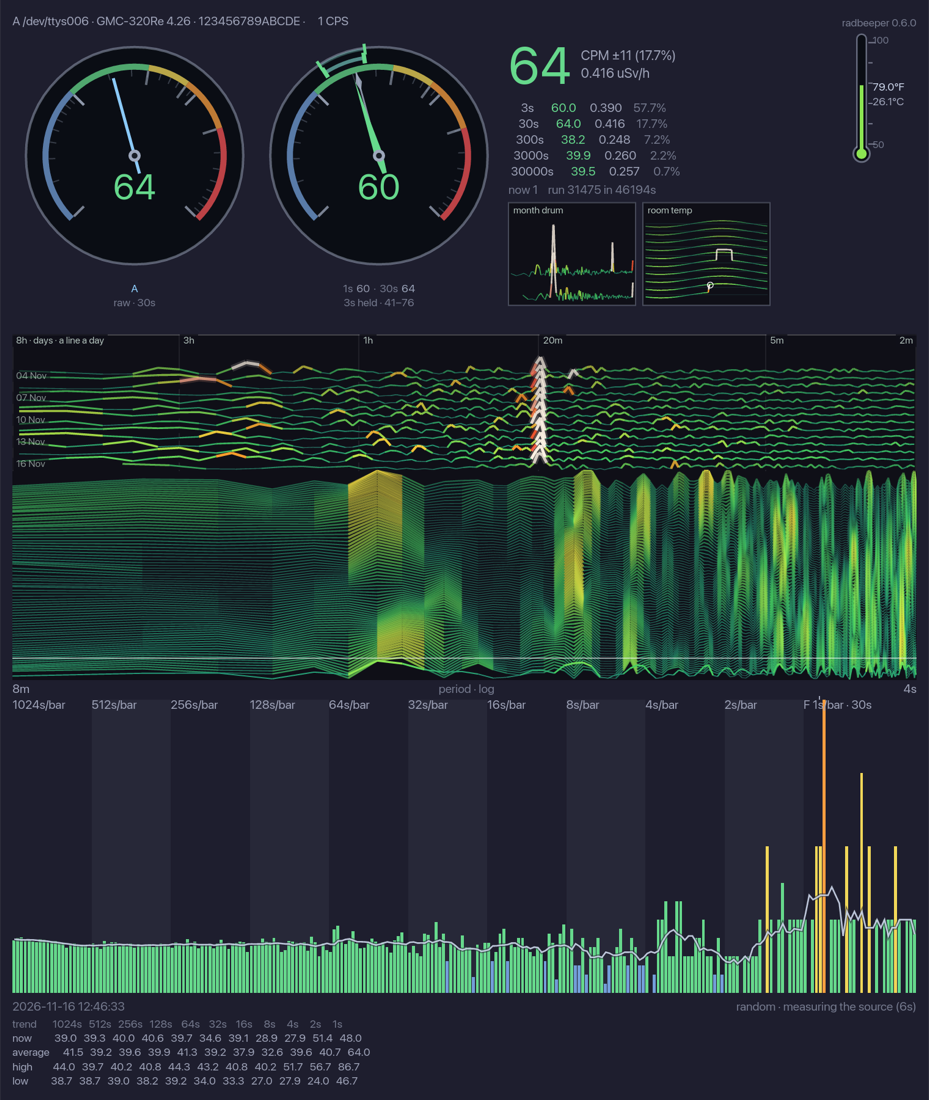 A /dev/ttys006 · GMC-320Re 4.26 · 123456789ABCDE · 1 CPS
radbeeper 0.6.0
64
A
raw · 30s
60
1s 60 · 30s 64
3s held · 41–76
64 CPM ±11 (17.7%)
0.416 uSv/h
3s 60.0 0.390 57.7%
30s 64.0 0.416 17.7%
300s 38.2 0.248 7.2%
3000s 39.9 0.260 2.2%
30000s 39.5 0.257 0.7%
now 1 run 31475 in 46194s
100
79.0°F
26.1°C
50
month drum
room temp
8h · days · a line a day 3h 1h 20m 5m 2m
04 Nov
07 Nov
10 Nov
13 Nov
16 Nov
8m period · log 4s
1024s/bar 512s/bar 256s/bar 128s/bar 64s/bar 32s/bar 16s/bar 8s/bar 4s/bar 2s/bar F 1s/bar · 30s
2026-11-16 12:46:33 random · measuring the source (6s)
trend 1024s 512s 256s 128s 64s 32s 16s 8s 4s 2s 1s
now 39.0 39.3 40.0 40.6 39.7 34.6 39.1 28.9 27.9 51.4 48.0
average 41.5 39.2 39.6 39.9 41.3 39.2 37.9 32.6 39.6 40.7 64.0
high 44.0 39.7 40.2 40.8 44.3 43.2 40.8 40.2 51.7 56.7 86.7
low 38.7 38.7 39.0 38.2 39.2 34.0 33.3 27.0 27.9 24.0 46.7